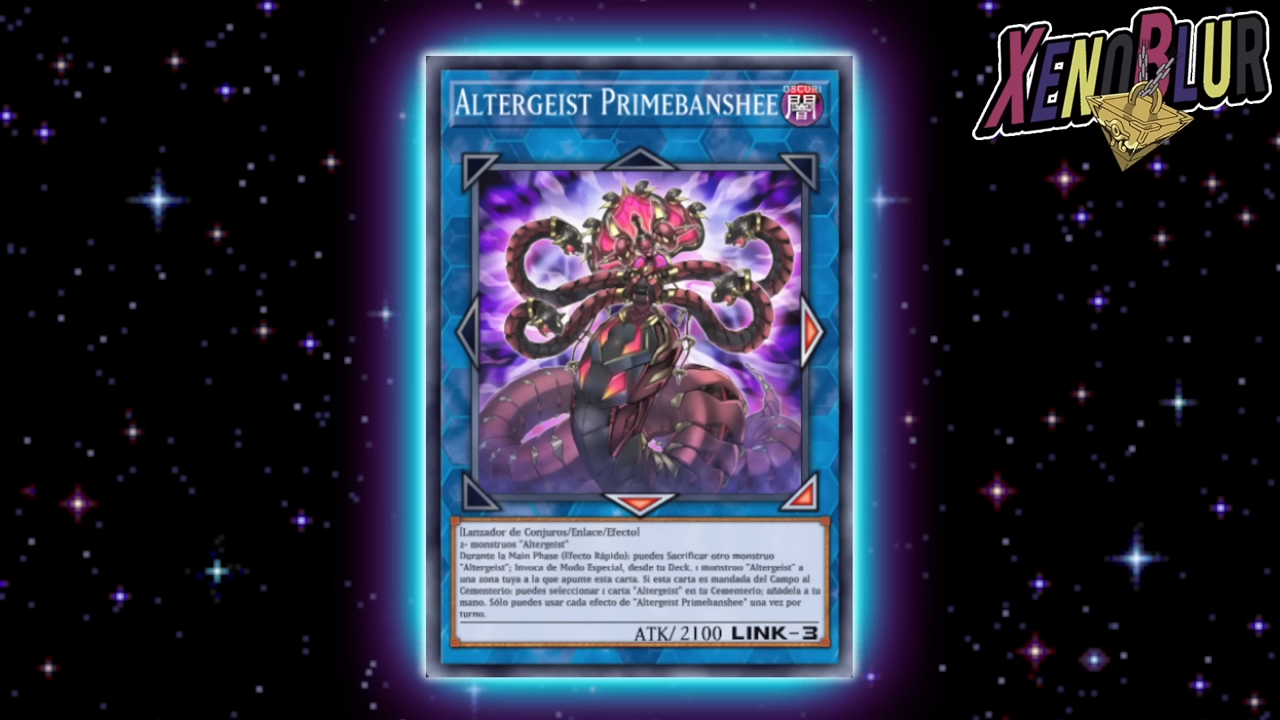 XENOBLUR
ALTERGEIST PRIMEBANSHEE
OSCURI
闇
[Lanzador de Conjuros/Enlace/Efecto]
2+ monstruos "Altergeist"
Durante la Main Phase (Efecto Rápido): puedes Sacrificar otro monstruo
"Altergeist"; Invoca de Modo Especial, desde tu Deck, 1 monstruo "Altergeist" a
una zona tuya a la que apunte esta carta. Si esta carta es mandada del Campo al
Cementerio: puedes seleccionar 1 carta "Altergeist" en tu Cementerio; añádela a tu
mano. Sólo puedes usar cada efecto de "Altergeist Primebanshee" una vez por
turno.
ATK/ 2100 LINK-3